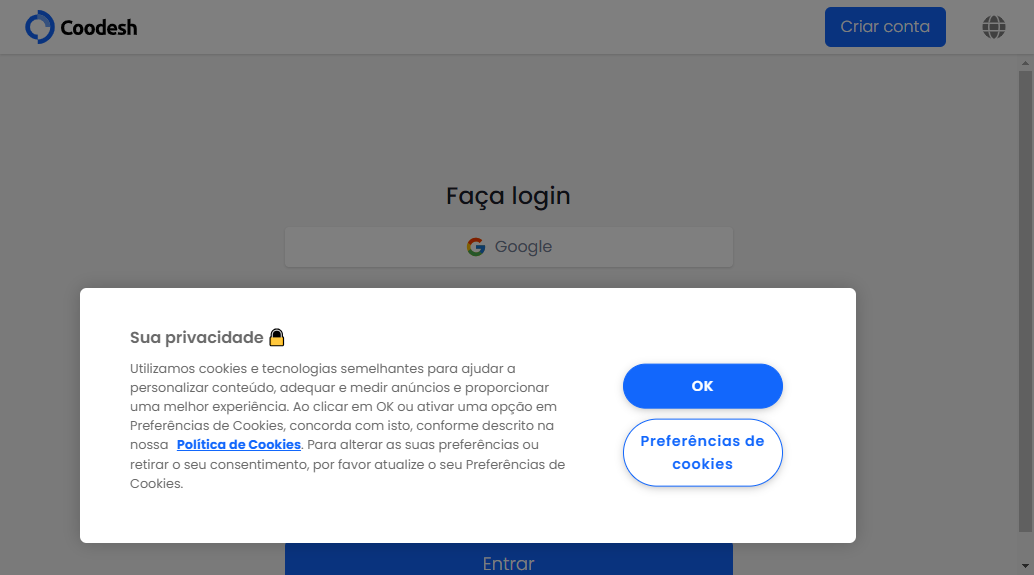 Coodesh
Criar conta
Faça login
Google
Sua privacidade
Utilizamos cookies e tecnologias semelhantes para ajudar a
personalizar conteúdo, adequar e medir anúncios e proporcionar
uma melhor experiência. Ao clicar em OK ou ativar uma opção em
Preferências de Cookies, concorda com isto, conforme descrito na
nossa Política de Cookies. Para alterar as suas preferências ou
retirar o seu consentimento, por favor atualize o seu Preferências de
Cookies.
OK
Preferências de
cookies
Entrar